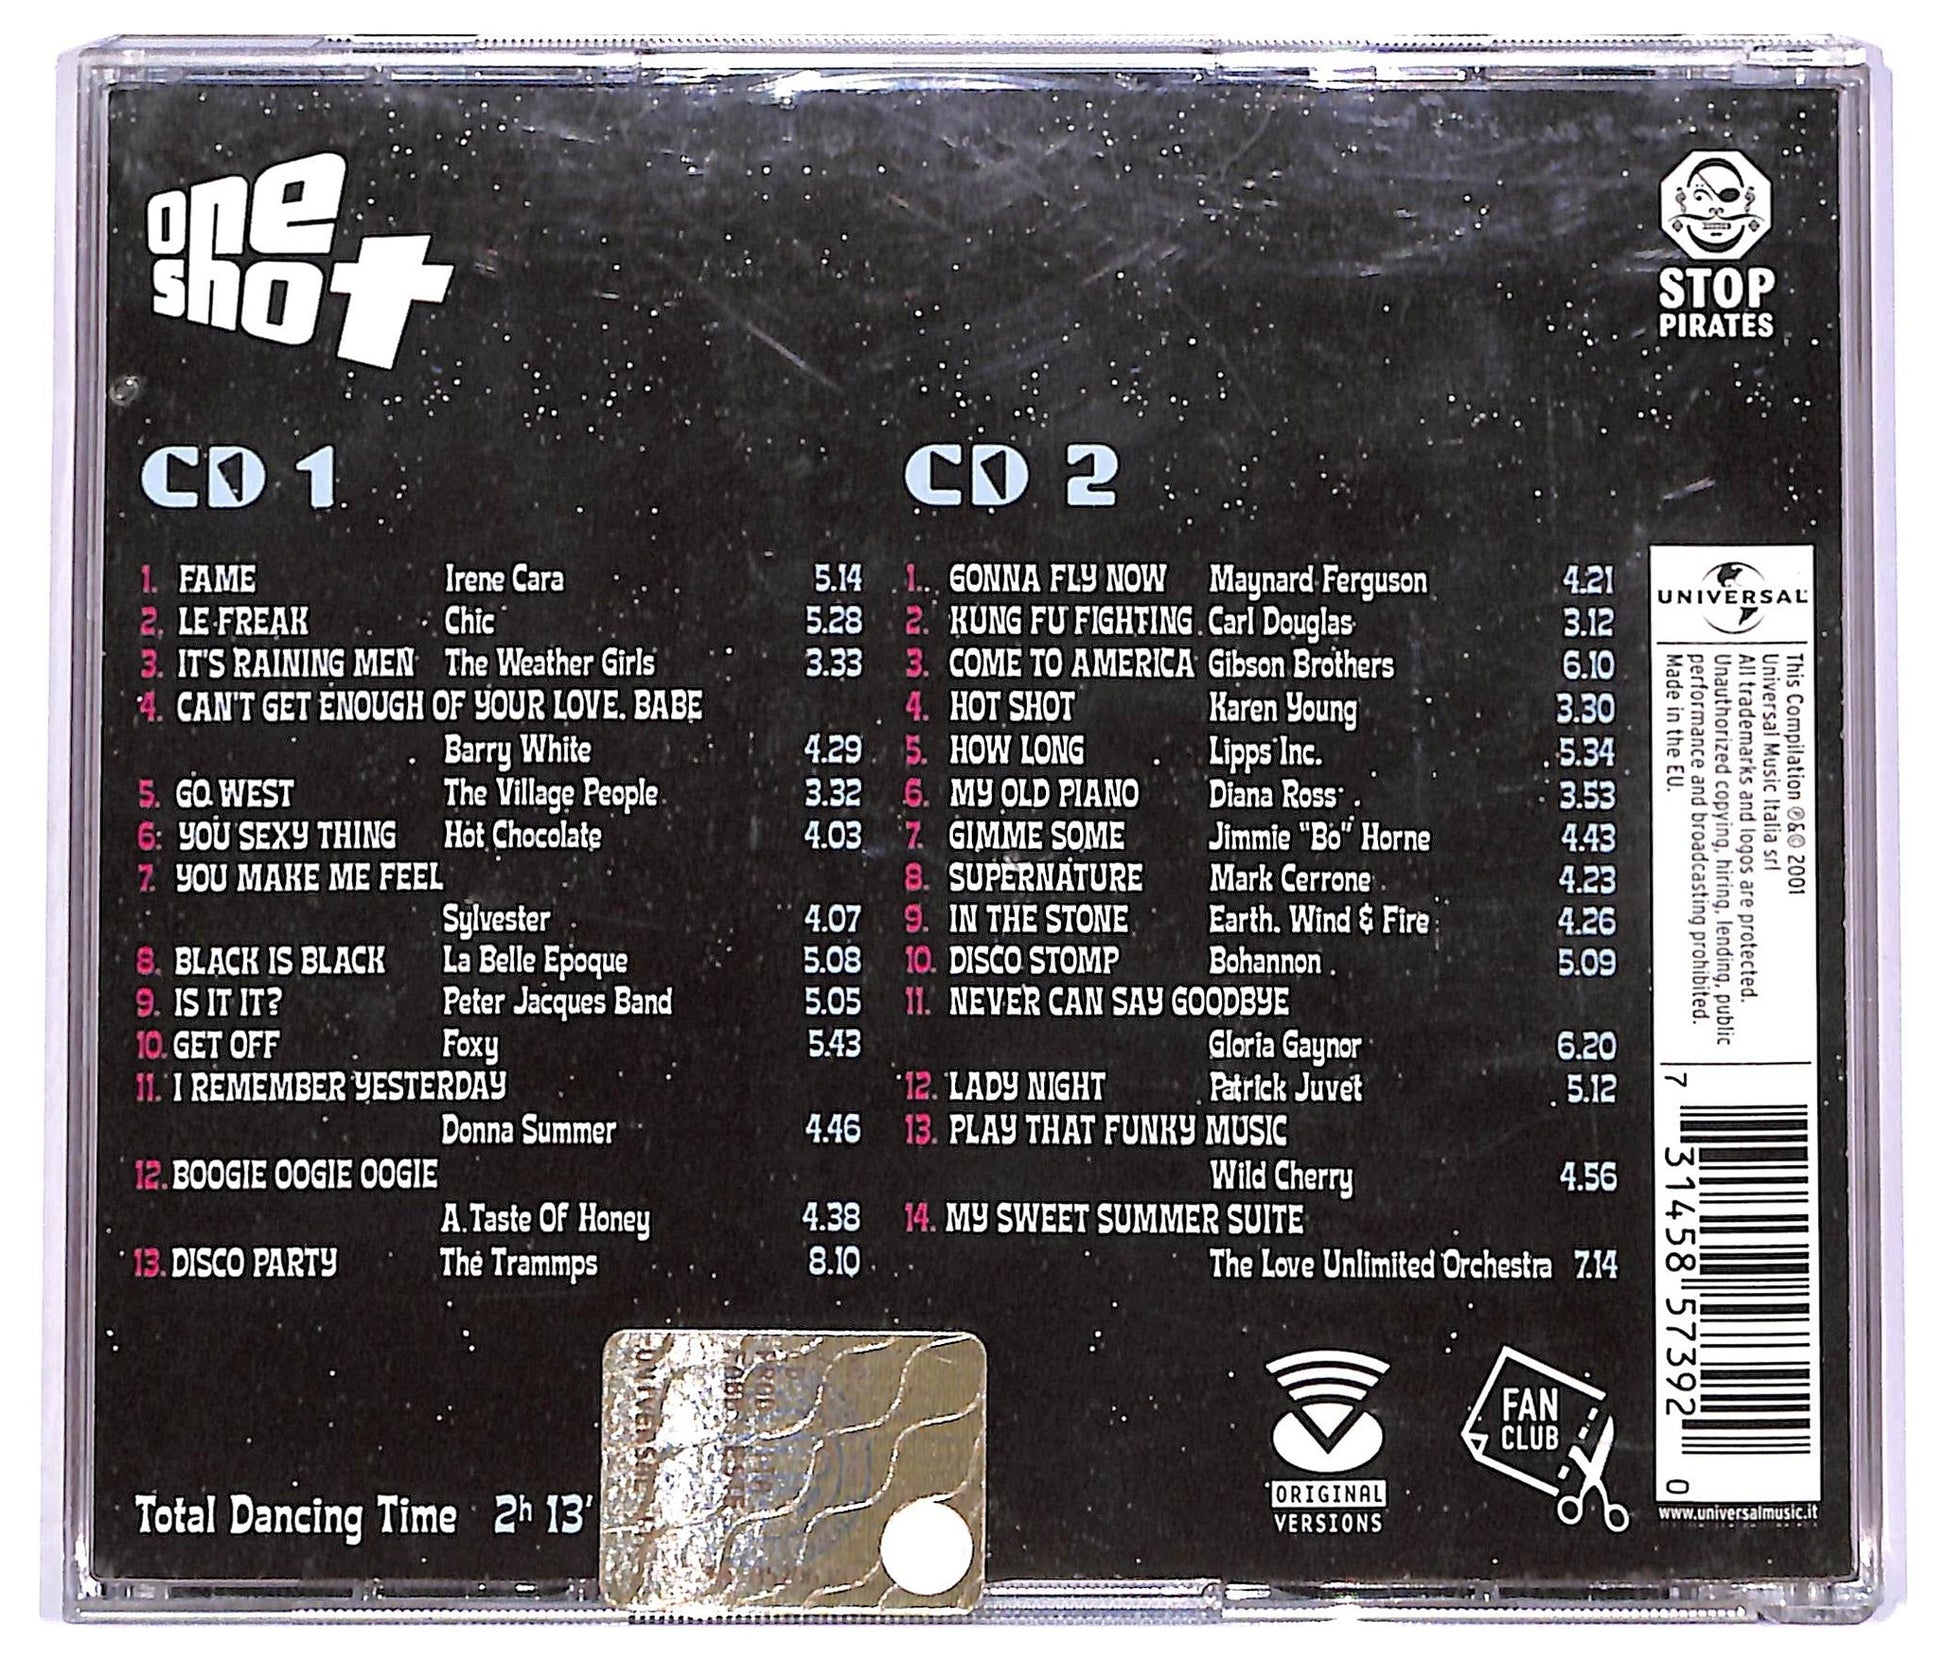 one
shot
STOP
PIRATES
CD 1
1. FAME Irene Cara 5.14
2. LE FREAK Chic 5.28
3. IT'S RAINING MEN The Weather Girls 3.33
4. CAN'T GET ENOUGH OF YOUR LOVE. BABE
Barry White 4.29
5. GO WEST The Village People 3.32
6. YOU SEXY THING Hot Chocolate 4.03
7. YOU MAKE ME FEEL
Sylvester 4.07
8. BLACK IS BLACK La Belle Epoque 5.08
9. IS IT IT? Peter Jacques Band 5.05
10. GET OFF Foxy 5.43
11. I REMEMBER YESTERDAY
Donna Summer 4.46
12. BOOGIE OOGIE OOGIE
A.Taste Of Honey 4.38
13. DISCO PARTY The Trammps 8.10
CD 2
1. GONNA FLY NOW Maynard Ferguson 4.21
2. KUNG FU FIGHTING Carl Douglas 3.12
3. COME TO AMERICA Gibson Brothers 6.10
4. HOT SHOT Karen Young 3.30
5. HOW LONG Lipps Inc. 5.34
6. MY OLD PIANO Diana Ross 3.53
7. GIMME SOME Jimmie "Bo" Horne 4.43
8. SUPERNATURE Mark Cerrone 4.23
9. IN THE STONE Earth. Wind & Fire 4.26
10. DISCO STOMP Bohannon 5.09
11. NEVER CAN SAY GOODBYE
Gloria Gaynor 6.20
12. LADY NIGHT Patrick Juvet 5.12
13. PLAY THAT FUNKY MUSIC
Wild Cherry 4.56
14. MY SWEET SUMMER SUITE
The Love Unlimited Orchestra 7.14
Total Dancing Time 2h 13'
ORIGINAL
VERSIONS
FAN
CLUB
UNIVERSAL
This Compilation ℗&© 2001
Universal Music Italia srl
All trademarks and logos are protected.
Unauthorized copying, hiring, lending, public
performance and broadcasting prohibited.
Made in the EU.
7 31458 57392 0
www.universalmusic.it